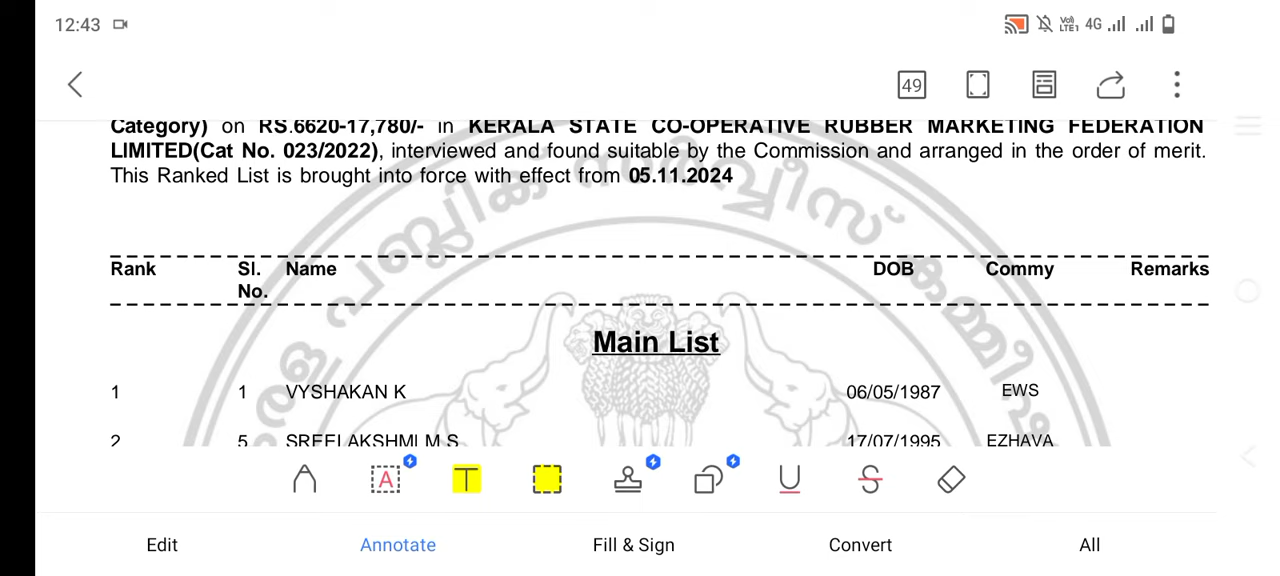 12:43
4G
49
Category) on RS.6620-17,780/- in KERALA STATE CO-OPERATIVE RUBBER MARKETING FEDERATION
LIMITED(Cat No. 023/2022), interviewed and found suitable by the Commission and arranged in the order of merit.
This Ranked List is brought into force with effect from 05.11.2024
Rank Sl. No. Name DOB Commy Remarks
Main List
1 1 VYSHAKAN K 06/05/1987 EWS
2 5 SREELAKSHMI M S 17/07/1995 EZHAVA
A T U S
Edit Annotate Fill & Sign Convert All